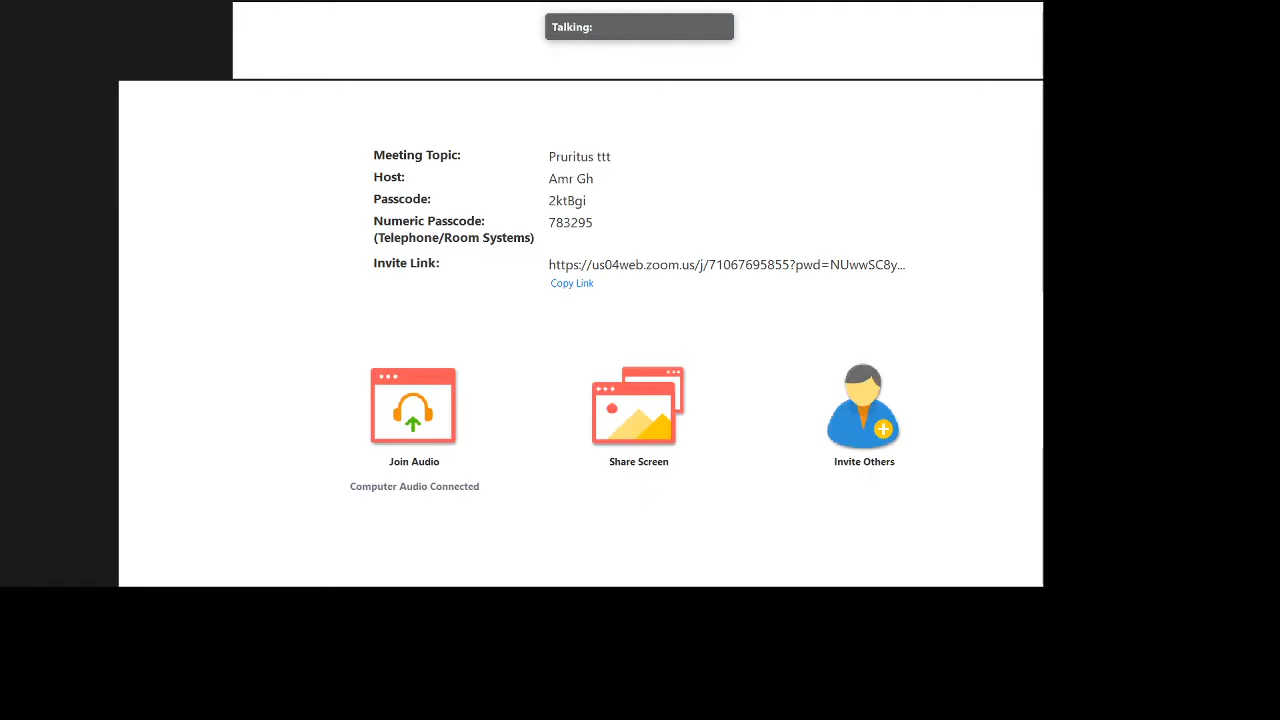 Talking:
Meeting Topic: Pruritus ttt
Host: Amr Gh
Passcode: 2ktBgi
Numeric Passcode: 783295
(Telephone/Room Systems)
Invite Link: https://us04web.zoom.us/j/71067695855?pwd=NUwwSC8y...
Copy Link
Join Audio Share Screen Invite Others
Computer Audio Connected